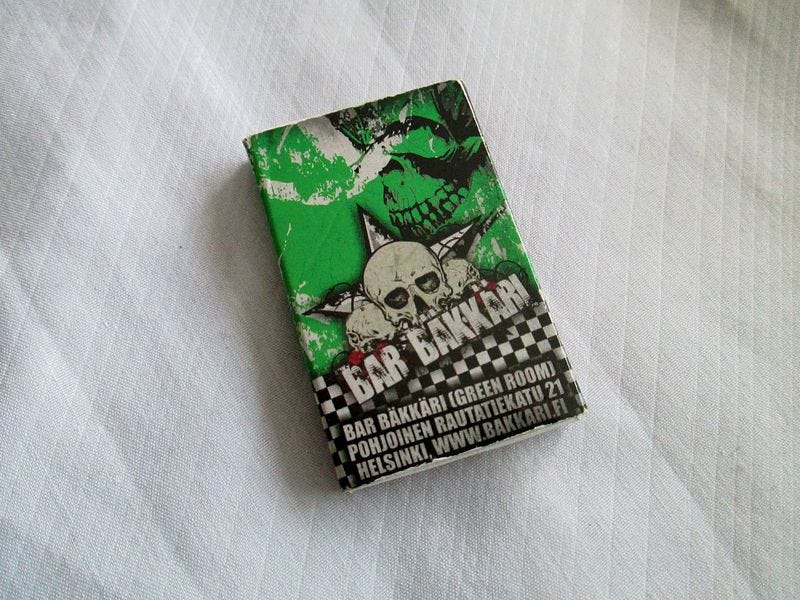 BAR BÄKKÄRI
BAR BÄKKÄRI (GREEN ROOM)
POHJOINEN RAUTATIEKATU 21
HELSINKI, WWW.BAKKARI.FI